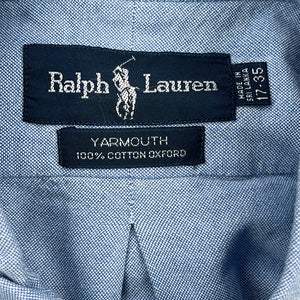 Ralph Lauren
MADE IN
SRI LANKA
17-35
YARMOUTH
100% COTTON OXFORD